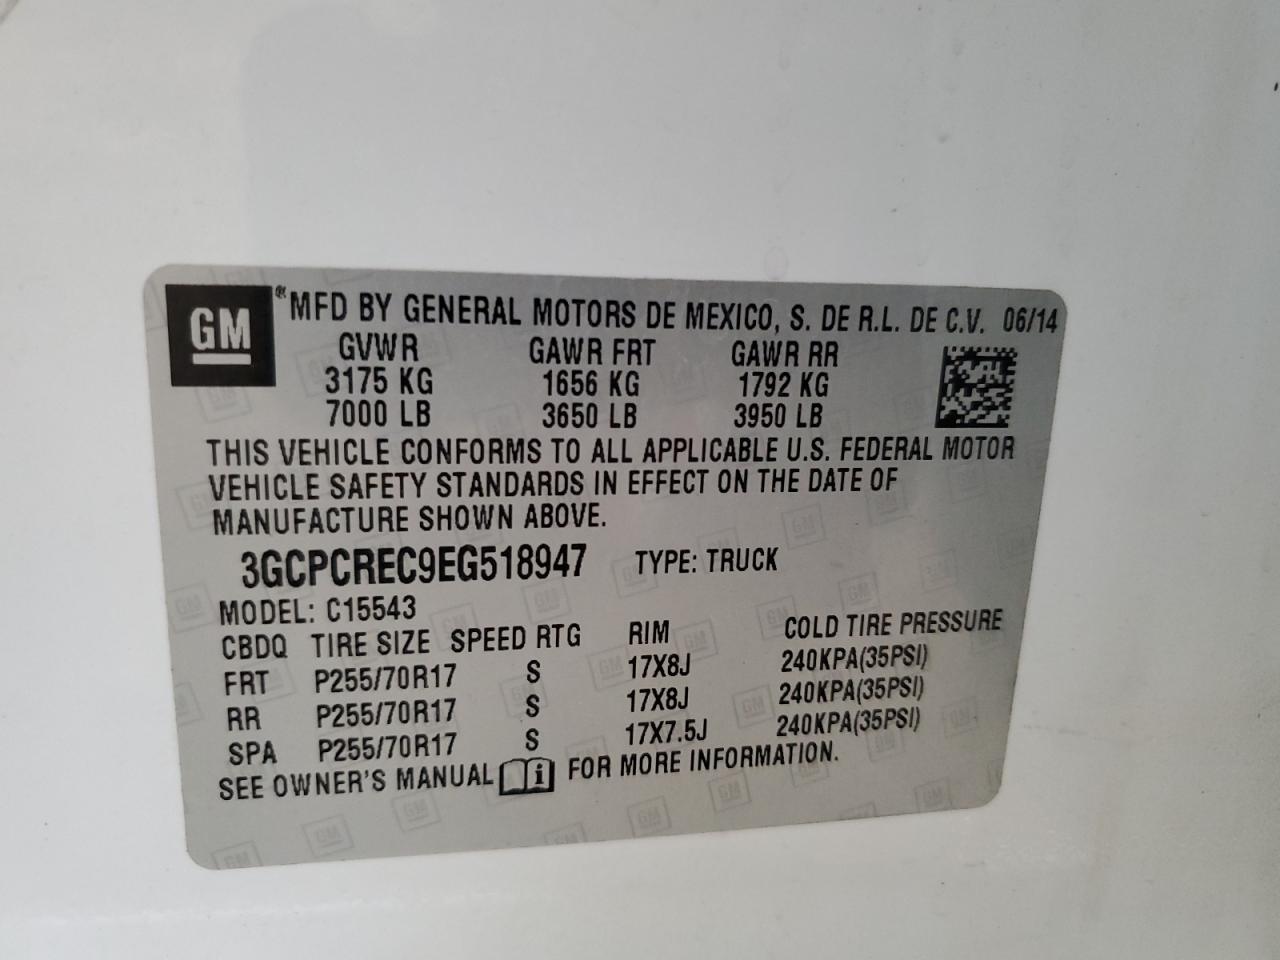 GM ® MFD BY GENERAL MOTORS DE MEXICO, S. DE R.L. DE C.V. 06/14
GVWR GAWR FRT GAWR RR
3175 KG 1656 KG 1792 KG
7000 LB 3650 LB 3950 LB
THIS VEHICLE CONFORMS TO ALL APPLICABLE U.S. FEDERAL MOTOR
VEHICLE SAFETY STANDARDS IN EFFECT ON THE DATE OF
MANUFACTURE SHOWN ABOVE.
3GCPCREC9EG518947 TYPE: TRUCK
MODEL: C15543
CBDQ TIRE SIZE SPEED RTG RIM COLD TIRE PRESSURE
FRT P255/70R17 S 17X8J 240KPA(35PSI)
RR P255/70R17 S 17X8J 240KPA(35PSI)
SPA P255/70R17 S 17X7.5J 240KPA(35PSI)
SEE OWNER'S MANUAL i FOR MORE INFORMATION.